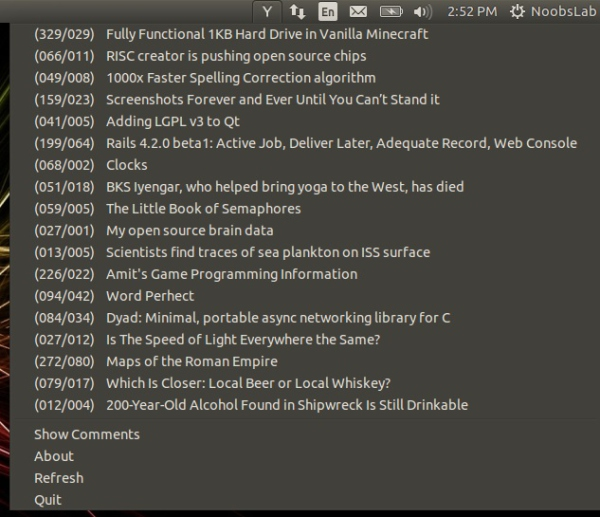 Y En 2:52 PM NoobsLab
(329/029) Fully Functional 1KB Hard Drive in Vanilla Minecraft
(066/011) RISC creator is pushing open source chips
(049/008) 1000x Faster Spelling Correction algorithm
(159/023) Screenshots Forever and Ever Until You Can’t Stand it
(041/005) Adding LGPL v3 to Qt
(199/064) Rails 4.2.0 beta1: Active Job, Deliver Later, Adequate Record, Web Console
(068/002) Clocks
(051/018) BKS Iyengar, who helped bring yoga to the West, has died
(059/005) The Little Book of Semaphores
(027/001) My open source brain data
(013/005) Scientists find traces of sea plankton on ISS surface
(226/022) Amit's Game Programming Information
(094/042) Word Perhect
(084/034) Dyad: Minimal, portable async networking library for C
(027/012) Is The Speed of Light Everywhere the Same?
(272/080) Maps of the Roman Empire
(079/017) Which Is Closer: Local Beer or Local Whiskey?
(012/004) 200-Year-Old Alcohol Found in Shipwreck Is Still Drinkable
Show Comments
About
Refresh
Quit